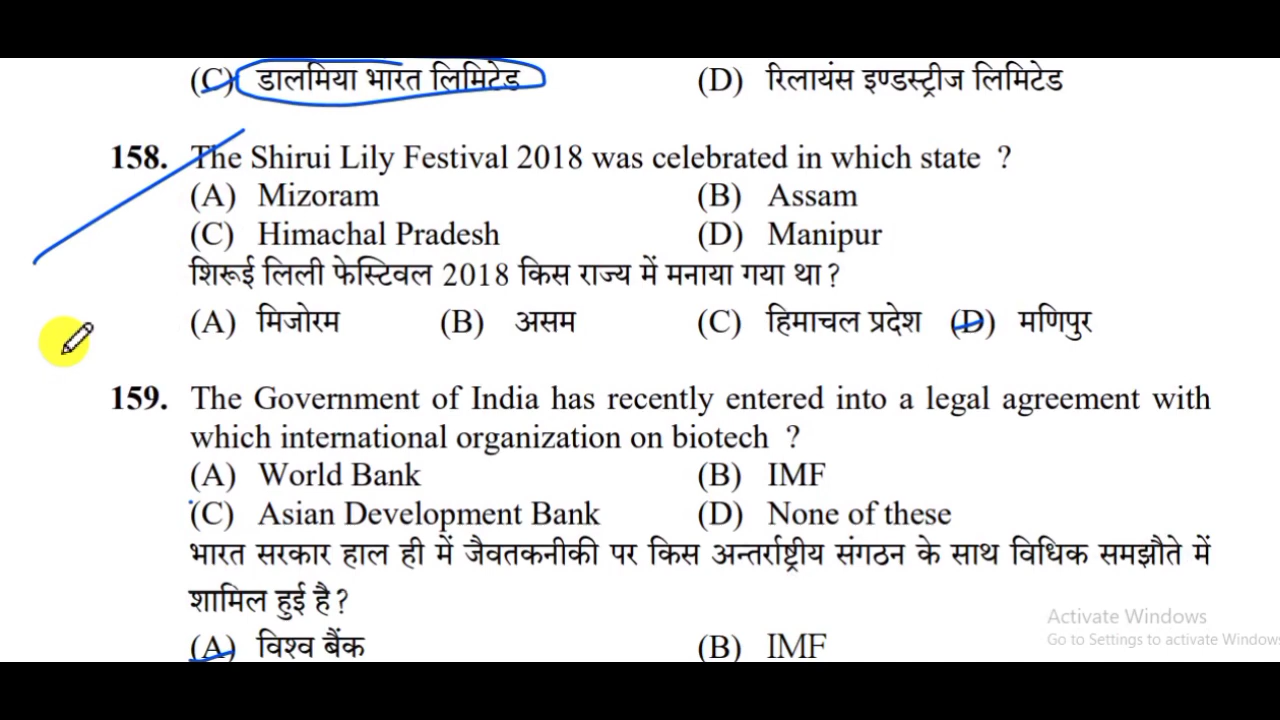 (C) डालमिया भारत लिमिटेड (D) रिलायंस इण्डस्ट्रीज लिमिटेड
158. The Shirui Lily Festival 2018 was celebrated in which state ?
(A) Mizoram (B) Assam
(C) Himachal Pradesh (D) Manipur
शिरूई लिली फेस्टिवल 2018 किस राज्य में मनाया गया था?
(A) मिजोरम (B) असम (C) हिमाचल प्रदेश (D) मणिपुर
159. The Government of India has recently entered into a legal agreement with
which international organization on biotech ?
(A) World Bank (B) IMF
(C) Asian Development Bank (D) None of these
भारत सरकार हाल ही में जैवतकनीकी पर किस अन्तर्राष्ट्रीय संगठन के साथ विधिक समझौते में
शामिल हुई है?
Activate Windows
Go to Settings to activate Windows
(A) विश्व बैंक (B) IMF